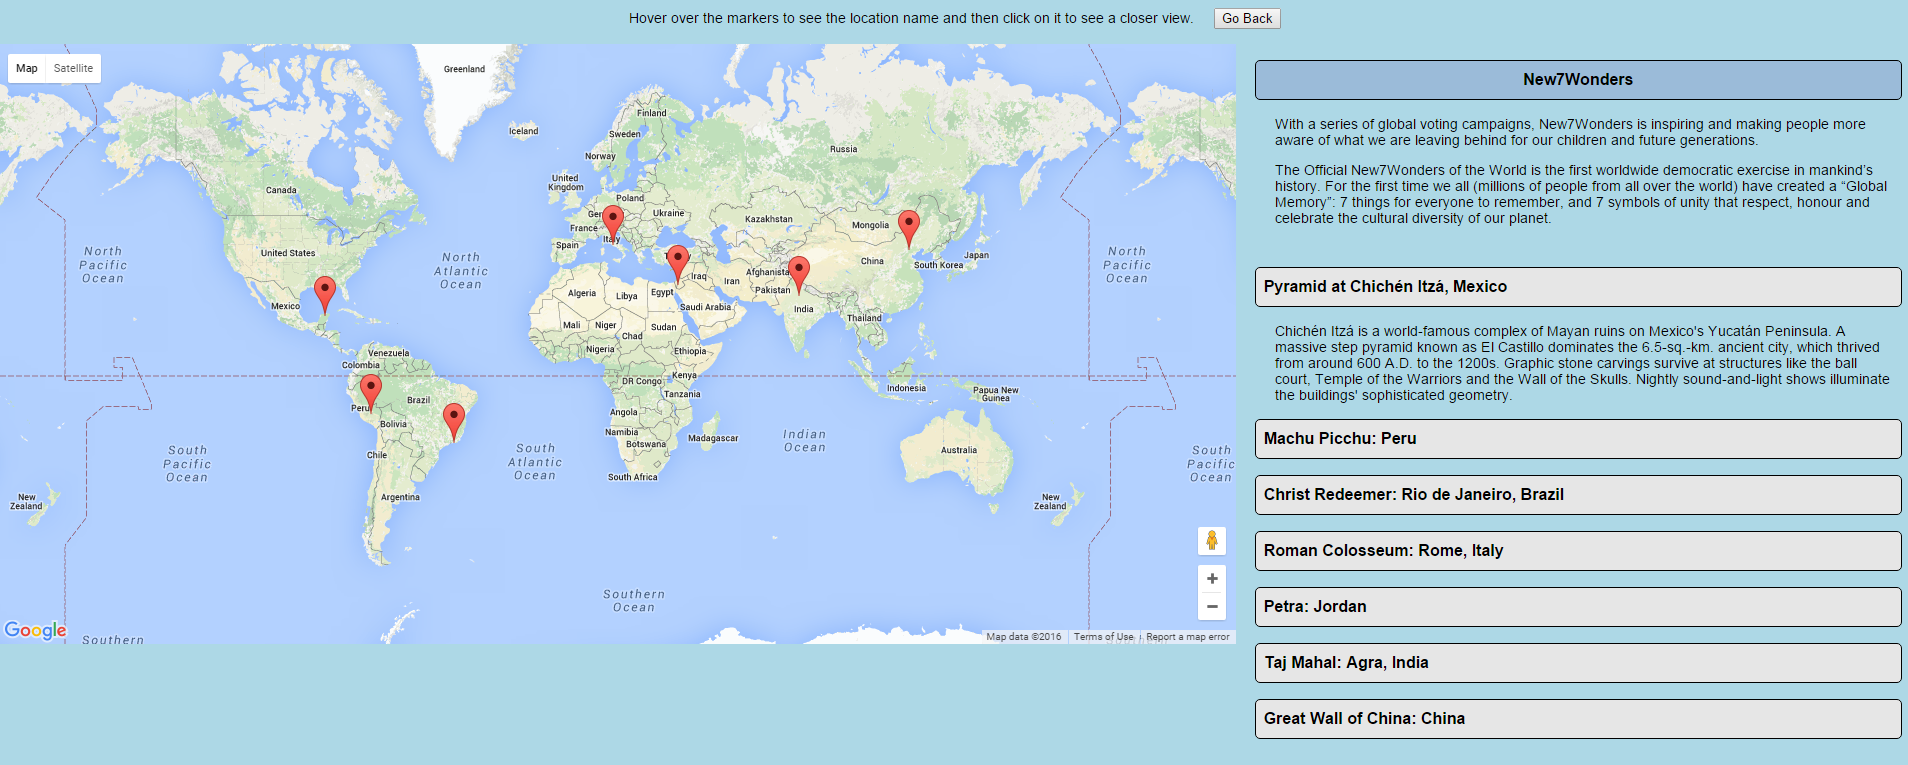 Hover over the markers to see the location name and then click on it to see a closer view.
Go Back
Map
Satellite
Greenland
Iceland
Finland
Sweden
Norway
Russia
Canada
United
Kingdom
Poland
Ger
Ukraine
Kazakhstan
Mongolia
France
Italy
Spain
United States
North
Pacific
Ocean
North
Atlantic
Ocean
Iraq
Iran
Afghanista
Pakistan
China
South Korea
Japan
North
Pacific
Ocean
Mexico
Algeria
Libya
Egypt
Saudi Arabia
India
Mali
Niger
Chad
Sudan
Thailand
Nigeria
Ethiopia
Venezuela
Colombia
Kenya
DR Congo
Tanzania
Indonesia
Papua New
Guinea
Peru
Brazil
Angola
Bolivia
Namibia
Botswana
Madagascar
Indian
Ocean
Chile
South
Pacific
Ocean
South
Atlantic
Ocean
South Africa
Australia
South
Pacific
Ocean
New
Zealand
Argentina
New
Zealand
Southern
Ocean
Google
Southern
Map data ©2016
Terms of Use
Report a map error
New7Wonders
With a series of global voting campaigns, New7Wonders is inspiring and making people more
aware of what we are leaving behind for our children and future generations.
The Official New7Wonders of the World is the first worldwide democratic exercise in mankind’s
history. For the first time we all (millions of people from all over the world) have created a “Global
Memory”: 7 things for everyone to remember, and 7 symbols of unity that respect, honour and
celebrate the cultural diversity of our planet.
Pyramid at Chichén Itzá, Mexico
Chichén Itzá is a world-famous complex of Mayan ruins on Mexico's Yucatán Peninsula. A
massive step pyramid known as El Castillo dominates the 6.5-sq.-km. ancient city, which thrived
from around 600 A.D. to the 1200s. Graphic stone carvings survive at structures like the ball
court, Temple of the Warriors and the Wall of the Skulls. Nightly sound-and-light shows illuminate
the buildings' sophisticated geometry.
Machu Picchu: Peru
Christ Redeemer: Rio de Janeiro, Brazil
Roman Colosseum: Rome, Italy
Petra: Jordan
Taj Mahal: Agra, India
Great Wall of China: China